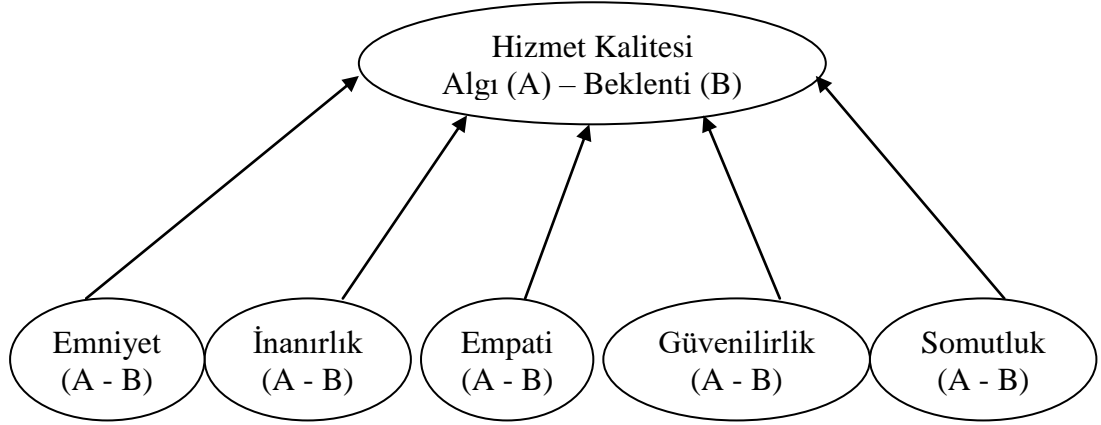 Hizmet Kalitesi
Algı (A) – Beklenti (B)
Emniyet
(A - B)
İnanırlık
(A - B)
Empati
(A - B)
Güvenilirlik
(A - B)
Somutluk
(A - B)